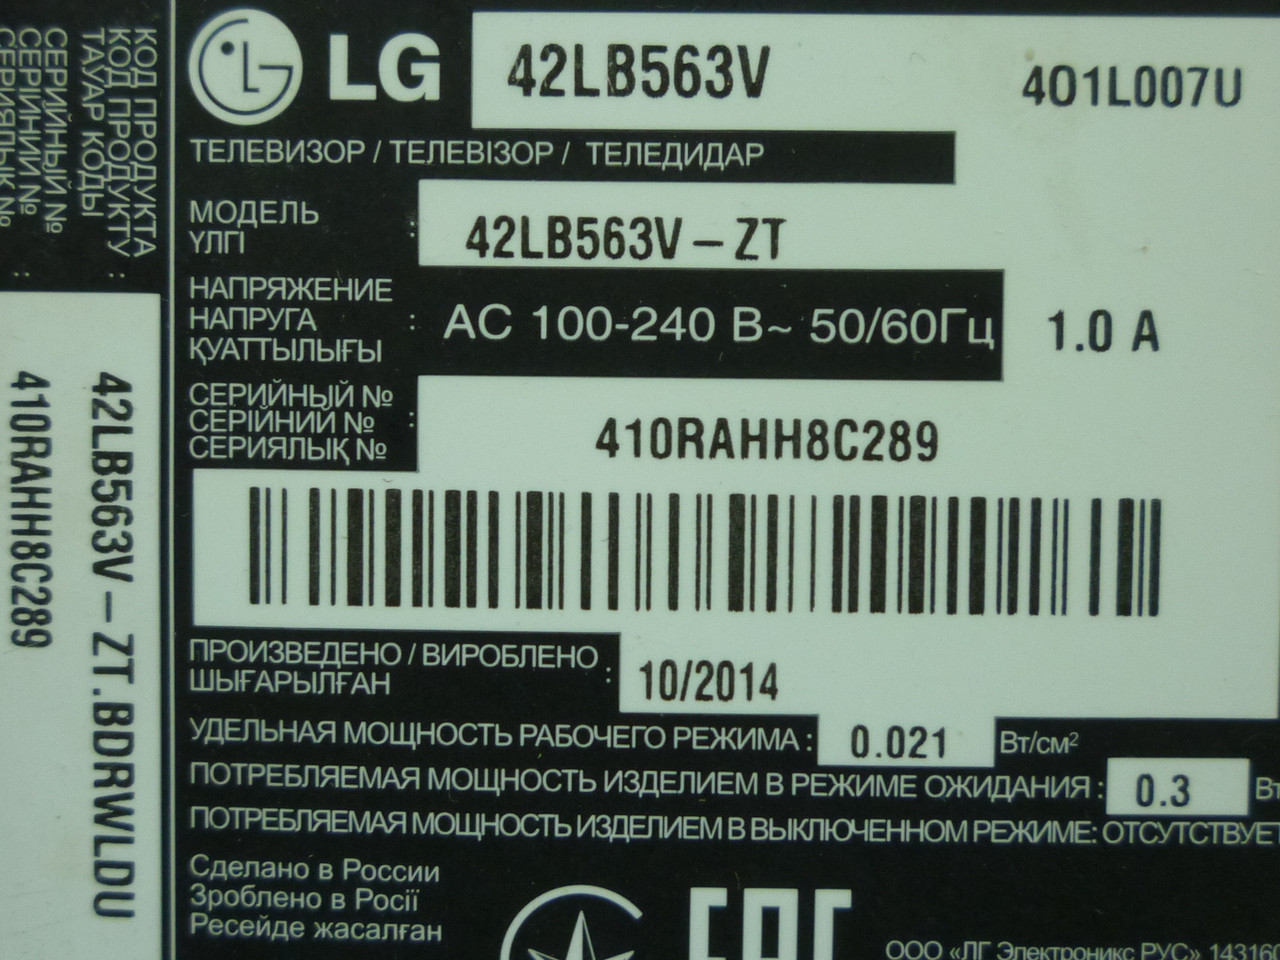 КОД ПРОДУКТА
КОД ПРОДУКТУ :
ТАУАР КОДЫ
42LB563V-ZT.BDRWLDU
СЕРИЙНЫЙ №
СЕРІЙНИЙ № :
СЕРИЯЛЫҚ №
410RAHH8C289
LG 42LB563V 401L007U
ТЕЛЕВИЗОР / ТЕЛЕВІЗОР / ТЕЛЕДИДАР
МОДЕЛЬ
ҮЛГІ : 42LB563V-ZT
НАПРЯЖЕНИЕ
НАПРУГА : AC 100-240 В~ 50/60Гц 1.0 A
ҚУАТТЫЛЫҒЫ
СЕРИЙНЫЙ №
СЕРІЙНИЙ № : 410RAHH8C289
СЕРИЯЛЫҚ №
ПРОИЗВЕДЕНО / ВИРОБЛЕНО : 10/2014
ШЫҒАРЫЛҒАН
УДЕЛЬНАЯ МОЩНОСТЬ РАБОЧЕГО РЕЖИМА : 0.021 Вт/см²
ПОТРЕБЛЯЕМАЯ МОЩНОСТЬ ИЗДЕЛИЕМ В РЕЖИМЕ ОЖИДАНИЯ : 0.3 Вт
ПОТРЕБЛЯЕМАЯ МОЩНОСТЬ ИЗДЕЛИЕМ В ВЫКЛЮЧЕННОМ РЕЖИМЕ: ОТСУТСТВУЕТ
Сделано в России
Зроблено в Росії
Ресейде жасалған
EAC
ООО «ЛГ Электроникс РУС» 143160